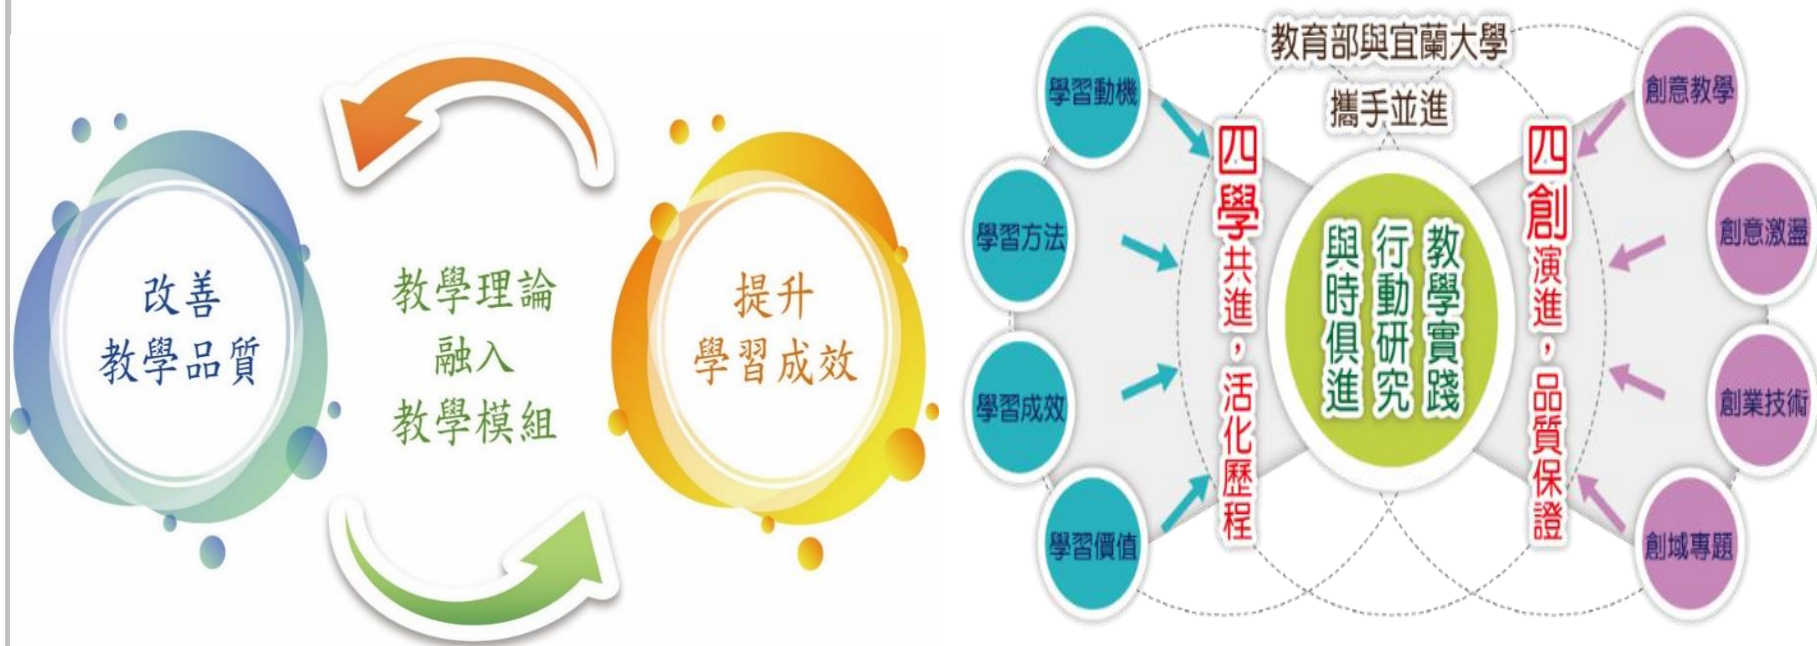 改善
教學品質
教學理論
融入
教學模組
提升
學習成效
教育部與宜蘭大學
攜手並進
學習動機
學習方法
學習成效
學習價值
四學共進，活化歷程
教學實踐
行動研究
與時俱進
四創演進，品質保證
創意教學
創意激盪
創業技術
創域專題